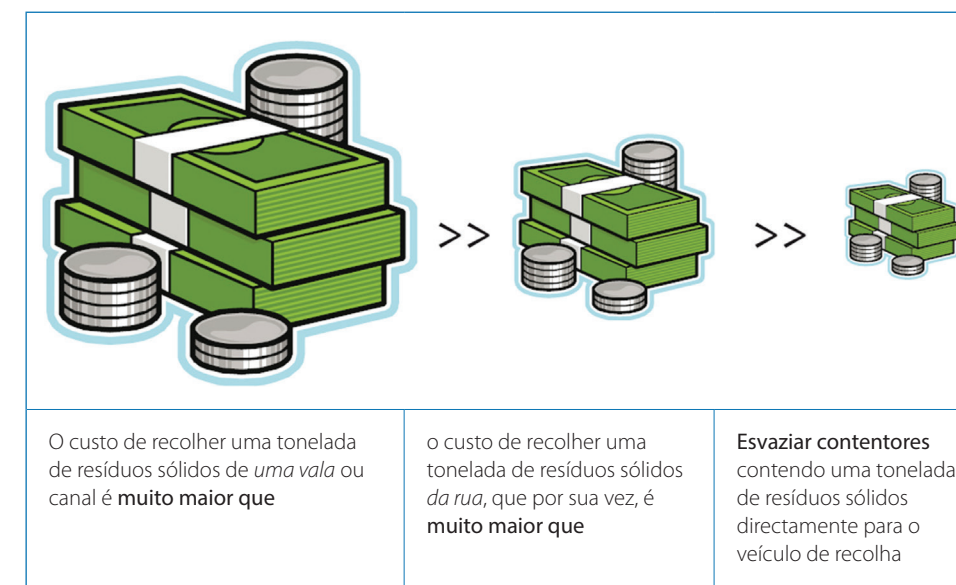 >> >>
O custo de recolher uma tonelada
de resíduos sólidos de uma vala ou
canal é muito maior que
o custo de recolher uma
tonelada de resíduos sólidos
da rua, que por sua vez, é
muito maior que
Esvaziar contentores
contendo uma tonelada
de resíduos sólidos
directamente para o
veículo de recolha